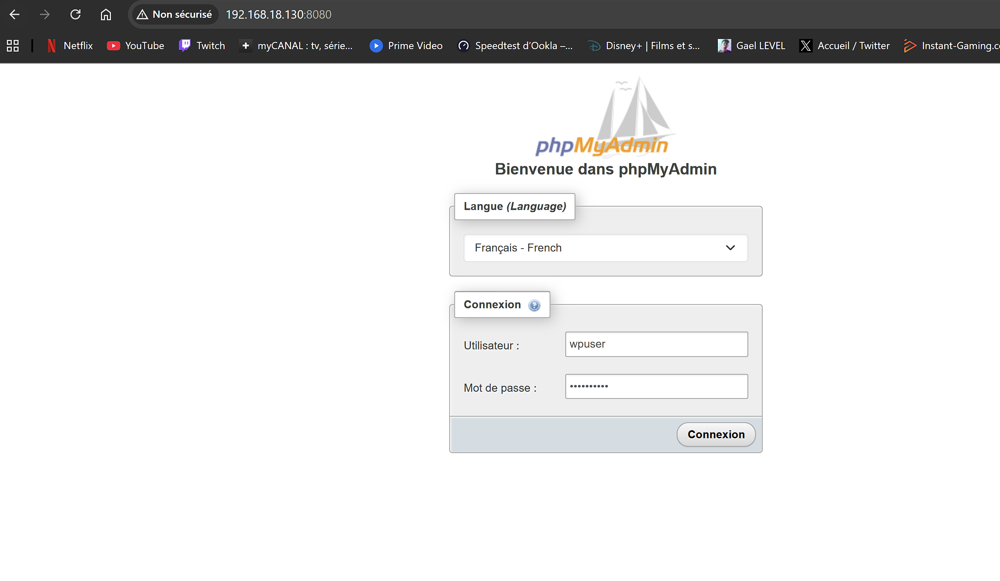 Non sécurisé 192.168.18.130:8080
Netflix YouTube Twitch myCANAL : tv, série... Prime Video Speedtest d'Ookla –... Disney+ | Films et s... Gael LEVEL Accueil / Twitter Instant-Gaming.c
phpMyAdmin
Bienvenue dans phpMyAdmin
Langue (Language)
Français - French
Connexion
Utilisateur : wpuser
Mot de passe : ••••••••••
Connexion